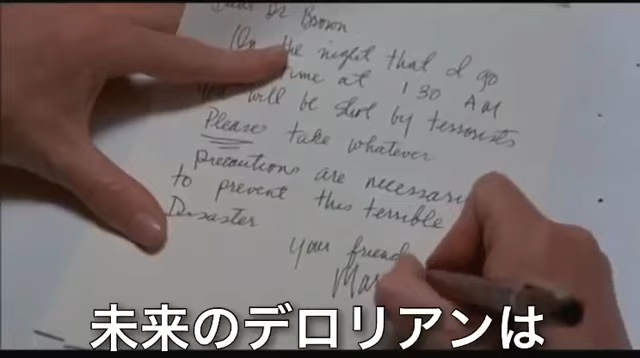 Dear Dr Brown
On the night that I go
time at 1 30 AM
You will be shot by terrorists
Please take whatever
precautions are necessary
to prevent this terrible
Disaster
your friend
Mar
未来のデロリアンは